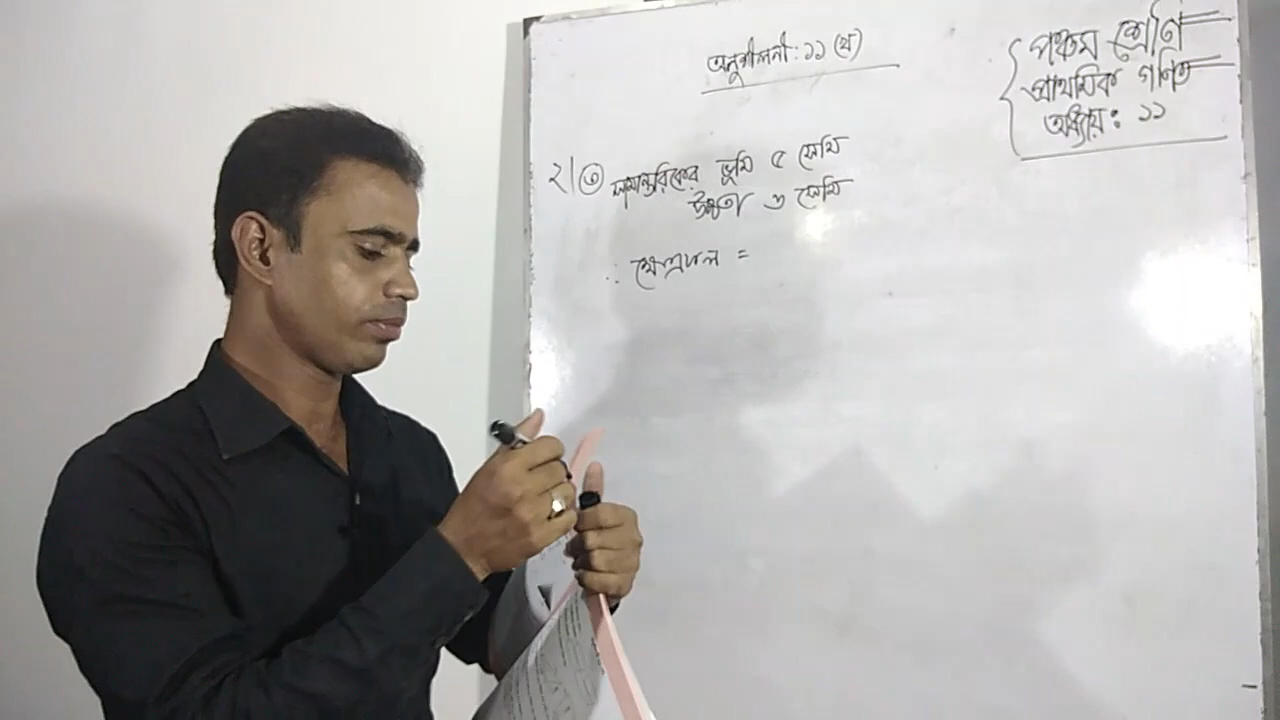 অনুশীলনী: ১১ (খ)
পঞ্চম শ্রেণি
প্রাথমিক গণিত
অধ্যায়: ১১
২| ৩ সামান্তরিকের ভূমি ৫ সেমি
উচ্চতা ৩ সেমি
∴ ক্ষেত্রফল =